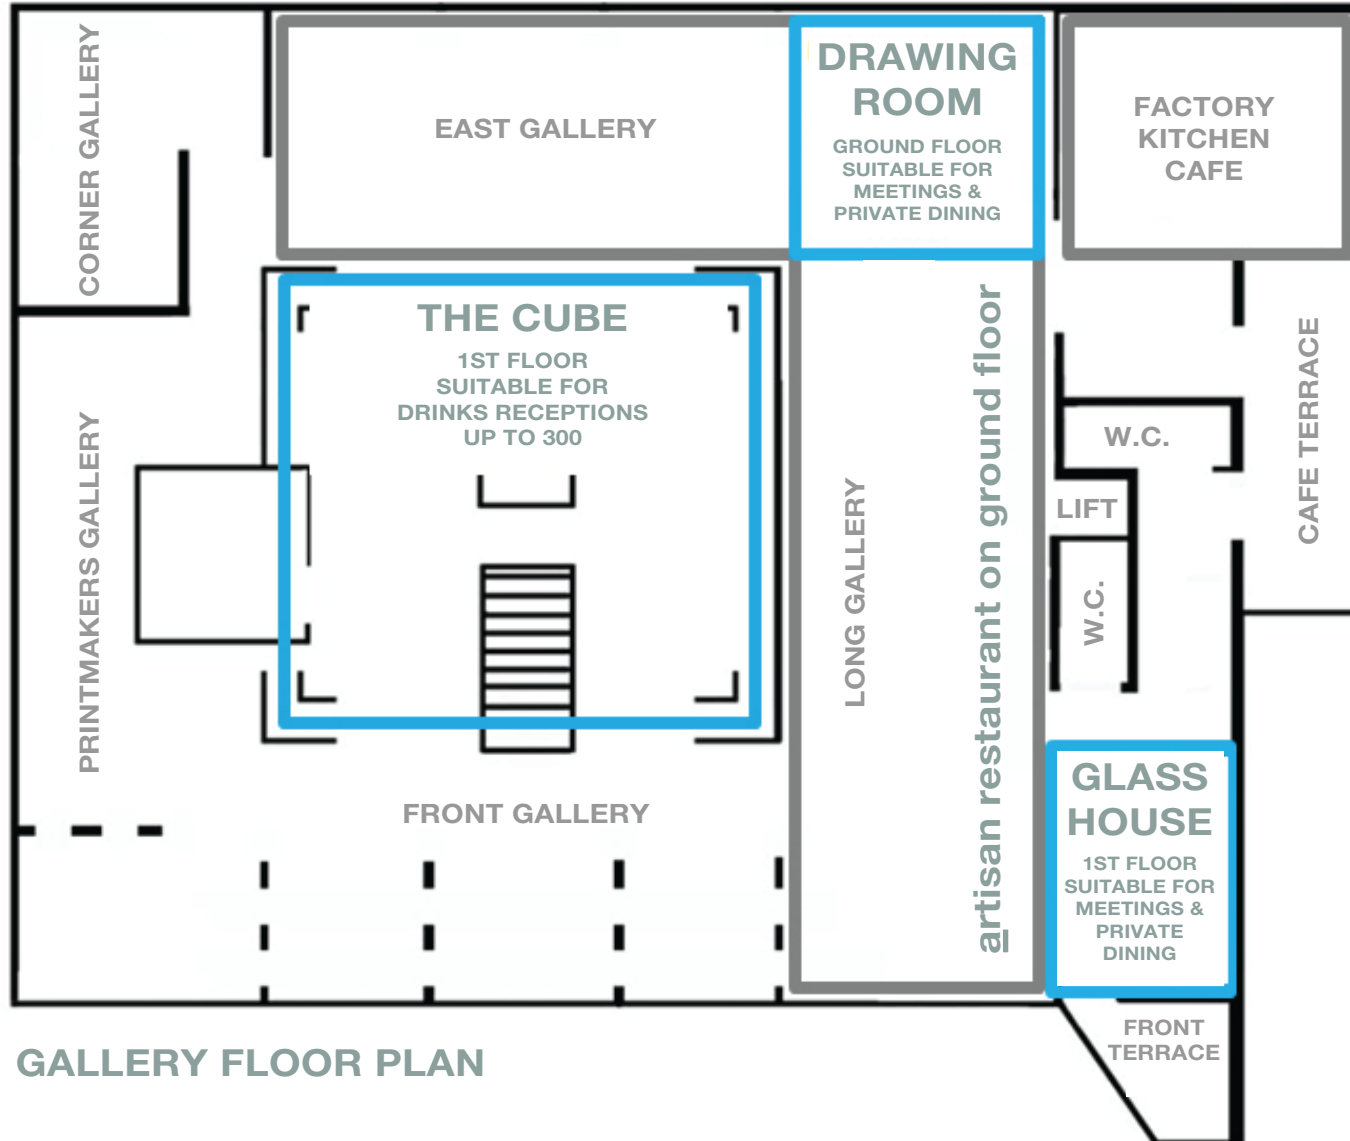 CORNER GALLERY
EAST GALLERY
DRAWING
ROOM
GROUND FLOOR
SUITABLE FOR
MEETINGS &
PRIVATE DINING
FACTORY
KITCHEN
CAFE
THE CUBE
1ST FLOOR
SUITABLE FOR
DRINKS RECEPTIONS
UP TO 300
PRINTMAKERS GALLERY
LONG GALLERY
artisan restaurant on ground floor
W.C.
LIFT
W.C.
CAFE TERRACE
FRONT GALLERY
GLASS
HOUSE
1ST FLOOR
SUITABLE FOR
MEETINGS &
PRIVATE
DINING
FRONT
TERRACE
GALLERY FLOOR PLAN